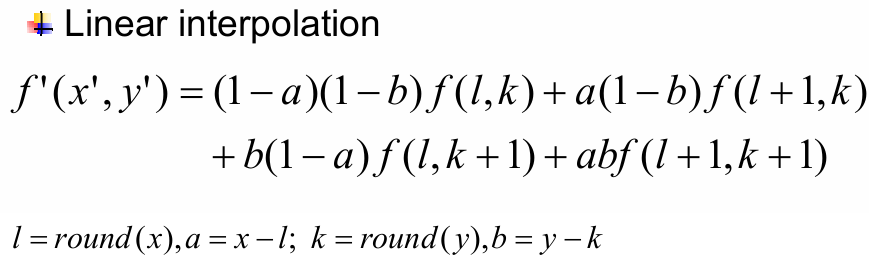 Linear interpolation
f'(x',y') = (1−a)(1−b)f(l,k) + a(1−b)f(l+1,k)
+ b(1−a)f(l,k+1) + abf(l+1,k+1)
l = round(x), a = x − l; k = round(y), b = y − k